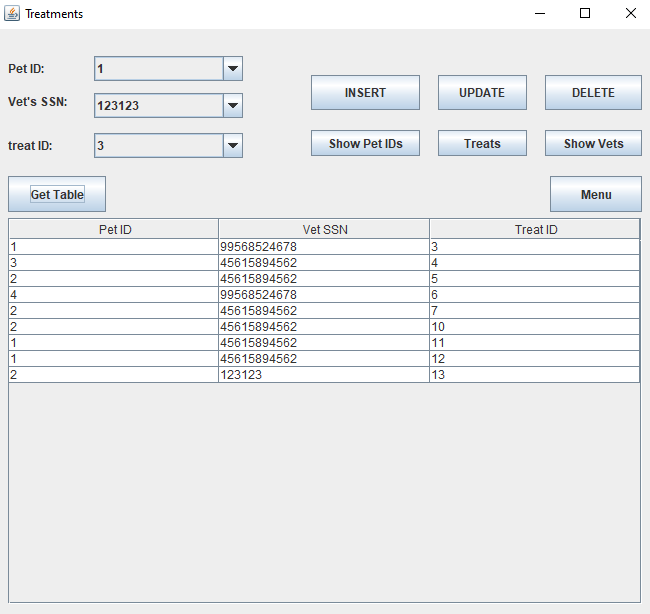 Treatments
Pet ID: 1
Vet's SSN: 123123
treat ID: 3
INSERT UPDATE DELETE
Show Pet IDs Treats Show Vets
Get Table Menu
Pet ID Vet SSN Treat ID
1 99568524678 3
3 45615894562 4
2 45615894562 5
4 99568524678 6
2 45615894562 7
2 45615894562 10
1 45615894562 11
1 45615894562 12
2 123123 13